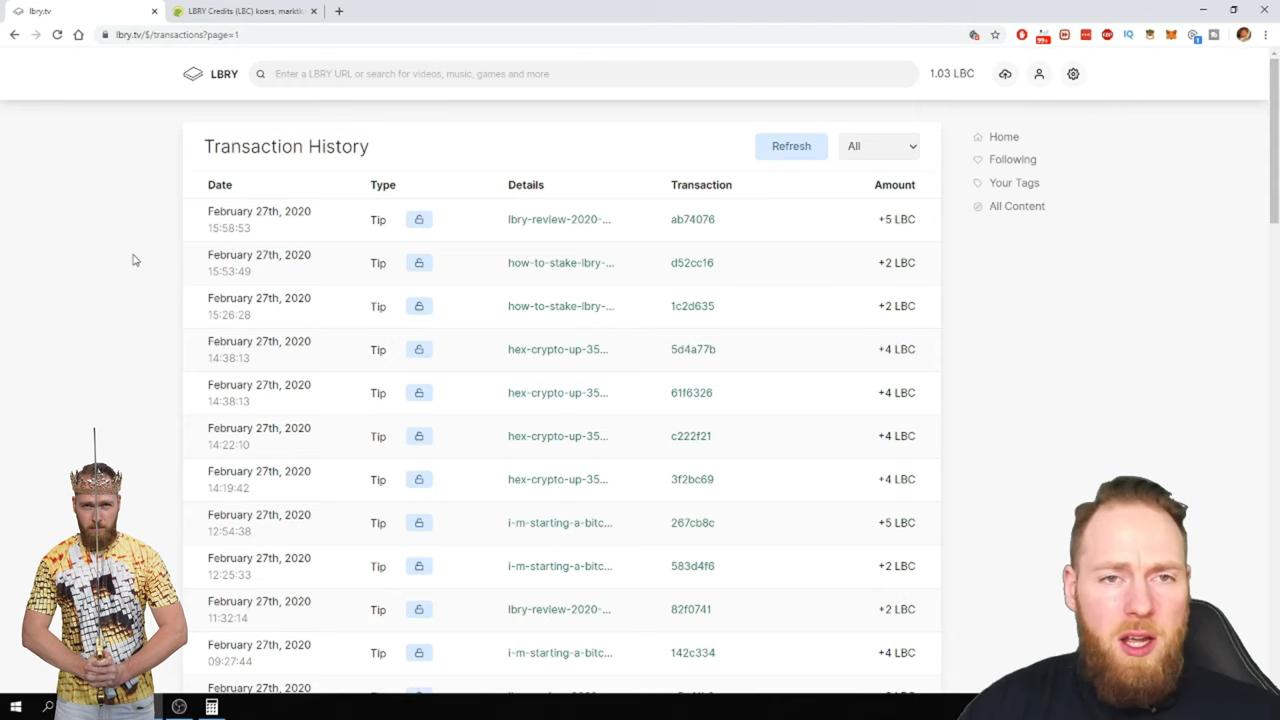 lbry.tv
LBRY Credits (LBC) koers, marktk
lbry.tv/$/transactions?page=1
99+
IQ
ABP
1
LBRY
Enter a LBRY URL or search for videos, music, games and more
1.03 LBC
Transaction History
Refresh
All
Home
Following
Your Tags
All Content
Date Type Details Transaction Amount
February 27th, 2020
15:58:53
Tip lbry-review-2020-... ab74076 +5 LBC
February 27th, 2020
15:53:49
Tip how-to-stake-lbry-... d52cc16 +2 LBC
February 27th, 2020
15:26:28
Tip how-to-stake-lbry-... 1c2d635 +2 LBC
February 27th, 2020
14:38:13
Tip hex-crypto-up-35... 5d4a77b +4 LBC
February 27th, 2020
14:38:13
Tip hex-crypto-up-35... 61f6326 +4 LBC
February 27th, 2020
14:22:10
Tip hex-crypto-up-35... c222f21 +4 LBC
February 27th, 2020
14:19:42
Tip hex-crypto-up-35... 3f2bc69 +4 LBC
February 27th, 2020
12:54:38
Tip i-m-starting-a-bitc... 267cb8c +5 LBC
February 27th, 2020
12:25:33
Tip i-m-starting-a-bitc... 583d4f6 +2 LBC
February 27th, 2020
11:32:14
Tip lbry-review-2020-... 82f0741 +2 LBC
February 27th, 2020
09:27:44
Tip i-m-starting-a-bitc... 142c334 +4 LBC
February 27th, 2020